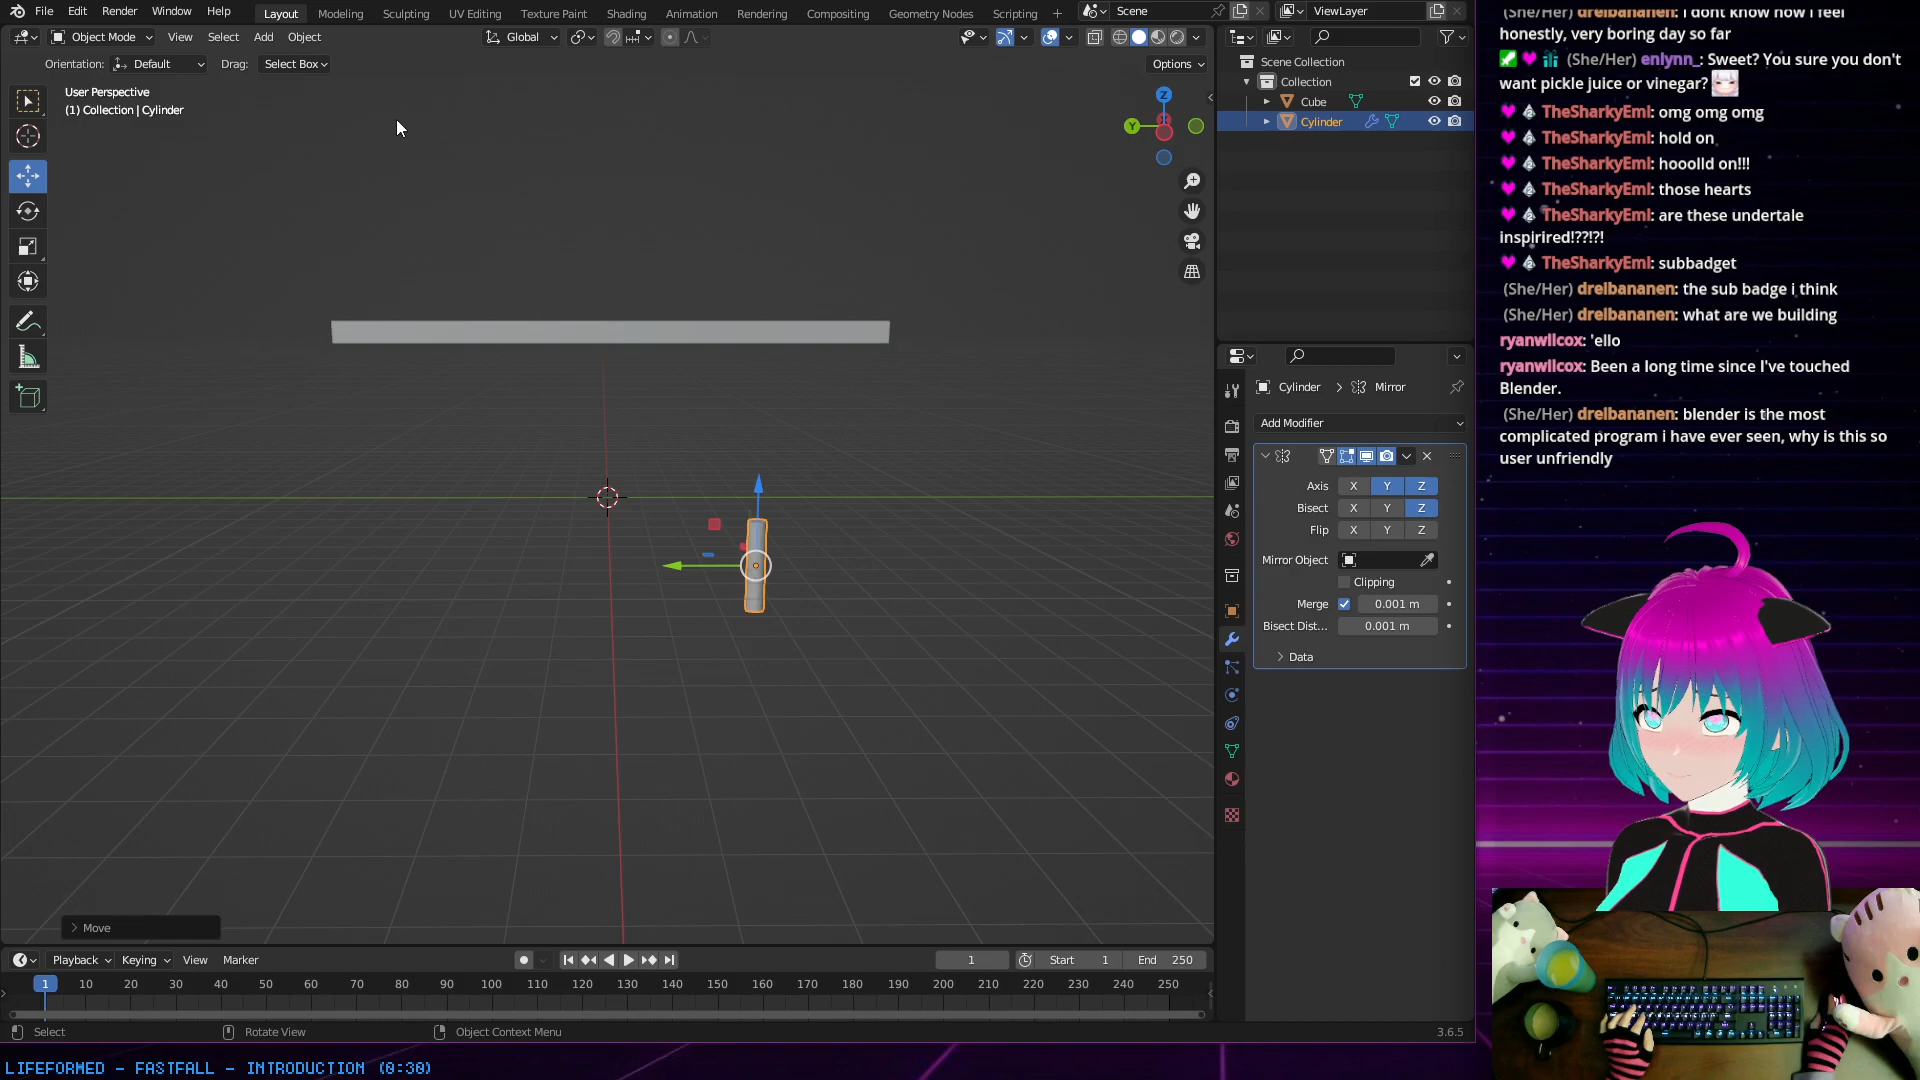 File Edit Render Window Help Layout Modeling Sculpting UV Editing Texture Paint Shading Animation Rendering Compositing Geometry Nodes Scripting + Scene ViewLayer
Object Mode View Select Add Object Global
Orientation: Default Drag: Select Box Options
User Perspective
(1) Collection | Cylinder
Z
Y
Move
Scene Collection
Collection
Cube
Cylinder
Cylinder > Mirror
Add Modifier
Axis X Y Z
Bisect X Y Z
Flip X Y Z
Mirror Object
Clipping
Merge 0.001 m
Bisect Dist... 0.001 m
Data
Playback Keying View Marker 1 Start 1 End 250
1 10 20 30 40 50 60 70 80 90 100 110 120 130 140 150 160 170 180 190 200 210 220 230 240 250
Select Rotate View Object Context Menu 3.6.5
LIFEFORMED - FASTFALL - INTRODUCTION (0:30)
(She/Her) dreibananen: i dont know how i feel
honestly, very boring day so far
(She/Her) enlynn_: Sweet? You sure you don't
want pickle juice or vinegar?
TheSharkyEmi: omg omg omg
TheSharkyEmi: hold on
TheSharkyEmi: hooolld on!!!
TheSharkyEmi: those hearts
TheSharkyEmi: are these undertale
inspirired!??!?!
TheSharkyEmi: subbadget
(She/Her) dreibananen: the sub badge i think
(She/Her) dreibananen: what are we building
ryanwilcox: 'ello
ryanwilcox: Been a long time since I've touched
Blender.
(She/Her) dreibananen: blender is the most
complicated program i have ever seen, why is this so
user unfriendly